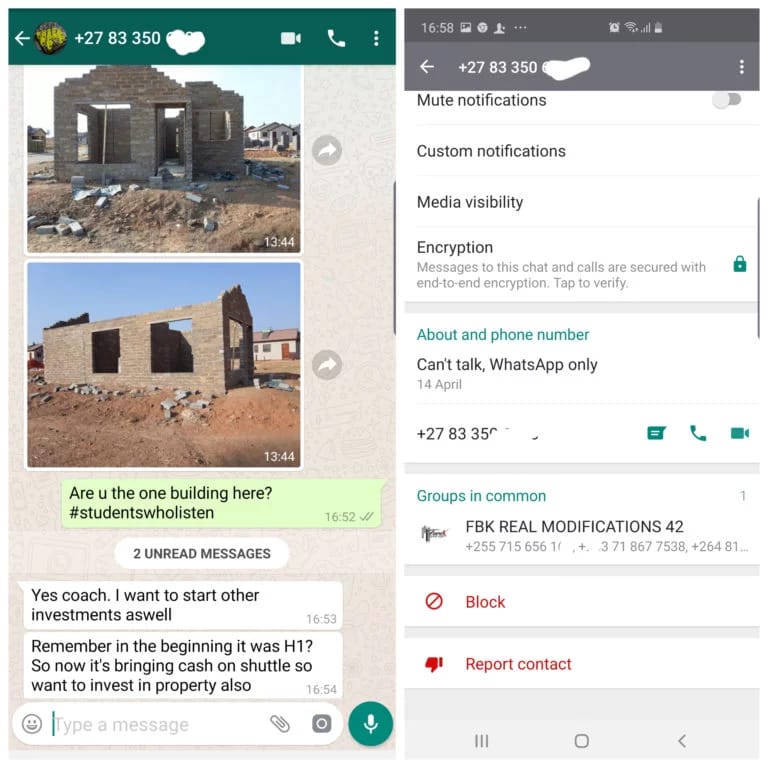 +27 83 350
13:44
13:44
Are u the one building here?
#studentswholisten
16:52
2 UNREAD MESSAGES
Yes coach. I want to start other
investments aswell
16:53
Remember in the beginning it was H1?
So now it's bringing cash on shuttle so
want to invest in property also
16:54
Type a message
16:58
+27 83 350
Mute notifications
Custom notifications
Media visibility
Encryption
Messages to this chat and calls are secured with
end-to-end encryption. Tap to verify.
About and phone number
Can't talk, WhatsApp only
14 April
+27 83 350
Groups in common
1
FBK REAL MODIFICATIONS 42
+255 715 656 1 , +. .3 71 867 7538, +264 81...
Block
Report contact